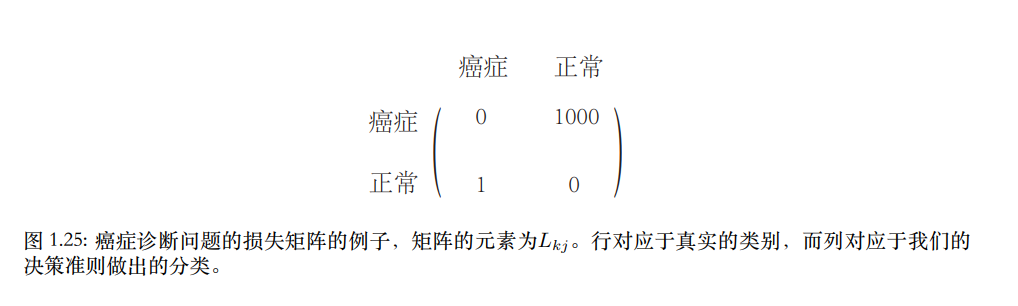 癌症 正常
癌症 0 1000
正常 1 0
图 1.25: 癌症诊断问题的损失矩阵的例子，矩阵的元素为Lkj。行对应于真实的类别，而列对应于我们的
决策准则做出的分类。